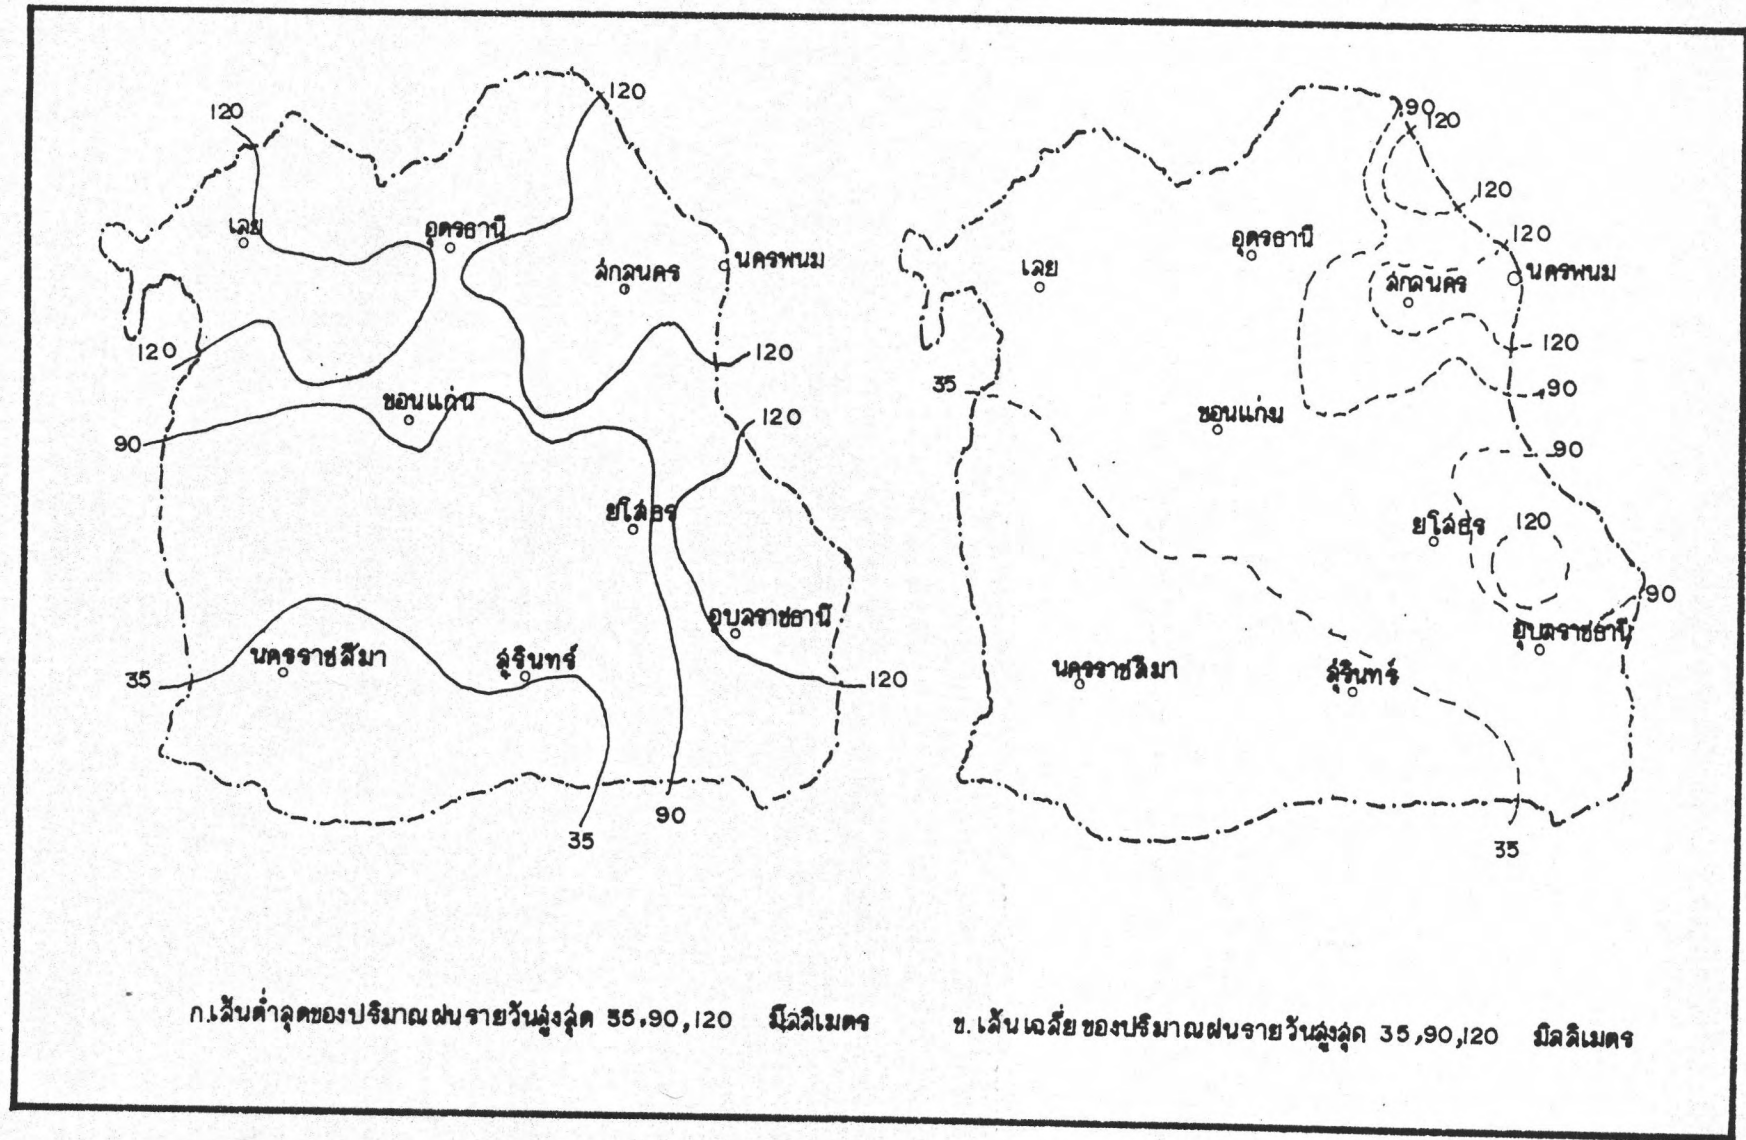 120
120
เลย
อุดรธานี
สกลนคร
นครพนม
120
120
ขอนแก่น
90
120
ยโสธร
อุบลราชธานี
นครราชสีมา
สุรินทร์
35
120
90
35
90
120
120
120
อุดรธานี
เลย
สกลนคร
นครพนม
120
35
90
ขอนแก่น
90
ยโสธร
120
90
อุบลราชธานี
นครราชสีมา
สุรินทร์
35
ก.เส้นต่ำสุดของปริมาณฝนรายวันสูงสุด 35,90,120 มิลลิเมตร
ข. เส้นเฉลี่ยของปริมาณฝนรายวันสูงสุด 35,90,120 มิลลิเมตร